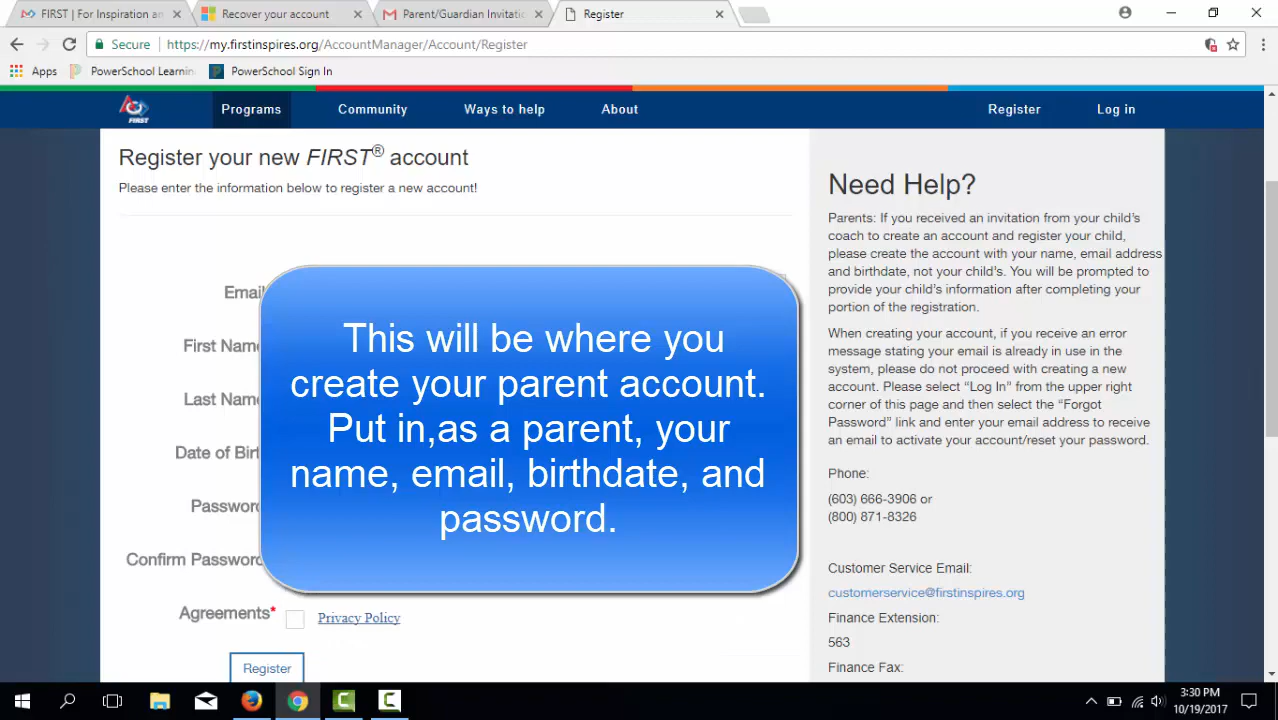 FIRST | For Inspiration an
Recover your account
Parent/Guardian Invitatio
Register
Secure
https://my.firstinspires.org/AccountManager/Account/Register
Apps
PowerSchool Learnin
PowerSchool Sign In
FIRST
Programs
Community
Ways to help
About
Register
Log in
Register your new FIRST® account
Please enter the information below to register a new account!
Email
First Name
Last Name
Date of Birt
Password
Confirm Password
Agreements*
Privacy Policy
Register
This will be where you
create your parent account.
Put in,as a parent, your
name, email, birthdate, and
password.
Need Help?
Parents: If you received an invitation from your child's
coach to create an account and register your child,
please create the account with your name, email address
and birthdate, not your child's. You will be prompted to
provide your child's information after completing your
portion of the registration.
When creating your account, if you receive an error
message stating your email is already in use in the
system, please do not proceed with creating a new
account. Please select “Log In” from the upper right
corner of this page and then select the “Forgot
Password” link and enter your email address to receive
an email to activate your account/reset your password.
Phone:
(603) 666-3906 or
(800) 871-8326
Customer Service Email:
customerservice@firstinspires.org
Finance Extension:
563
Finance Fax:
3:30 PM
10/19/2017